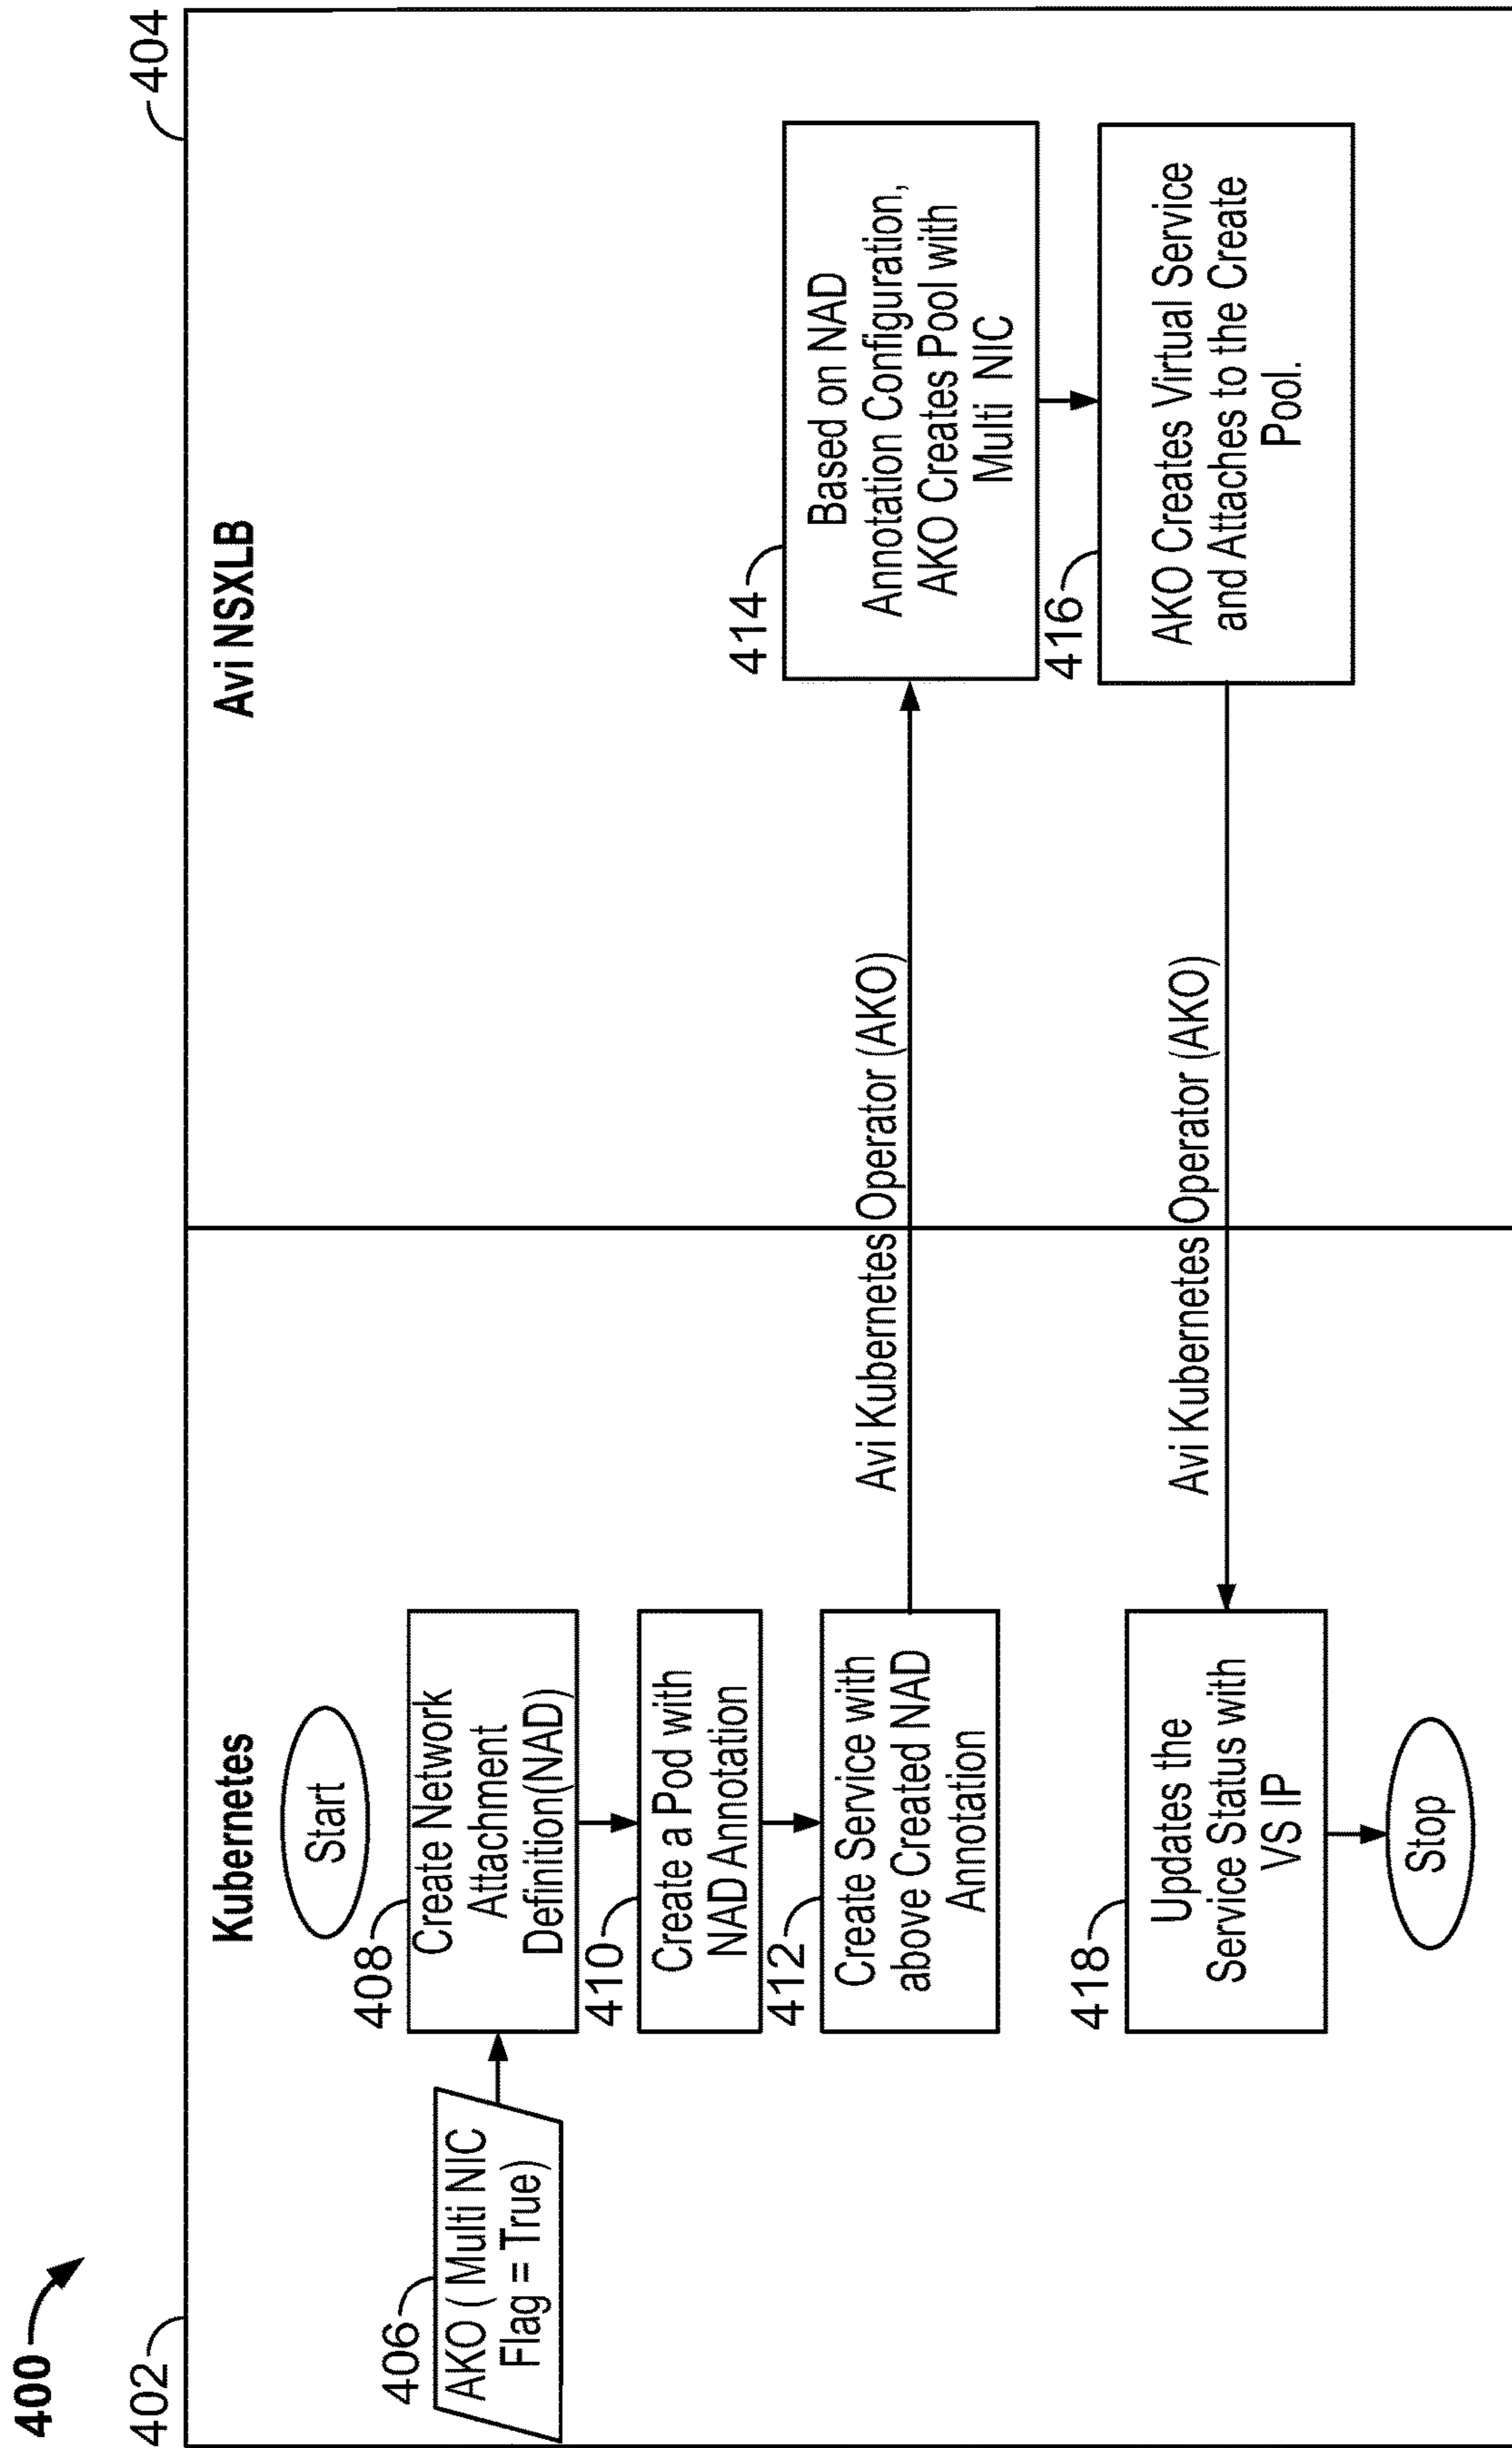 400
402
404
Kubernetes
Avi NSXLB
Start
406
AKO ( Multi NIC
Flag = True)
408
Create Network
Attachment
Definition(NAD)
410
Create a Pod with
NAD Annotation
412
Create Service with
above Created NAD
Annotation
Avi Kubernetes Operator (AKO)
414
Based on NAD
Annotation Configuration,
AKO Creates Pool with
Multi NIC
416
AKO Creates Virtual Service
and Attaches to the Create
Pool.
Avi Kubernetes Operator (AKO)
418
Updates the
Service Status with
VS IP
Stop